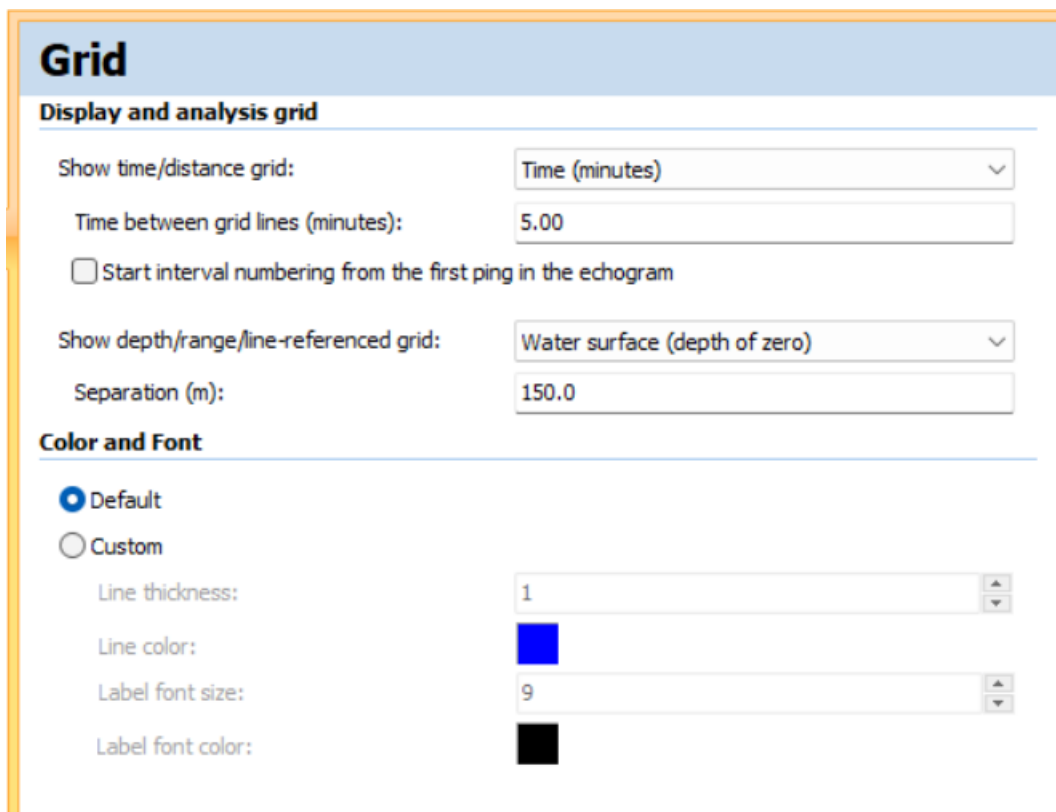 Grid
Display and analysis grid
Show time/distance grid: Time (minutes)
Time between grid lines (minutes): 5.00
Start interval numbering from the first ping in the echogram
Show depth/range/line-referenced grid: Water surface (depth of zero)
Separation (m): 150.0
Color and Font
Default
Custom
Line thickness: 1
Line color:
Label font size: 9
Label font color: